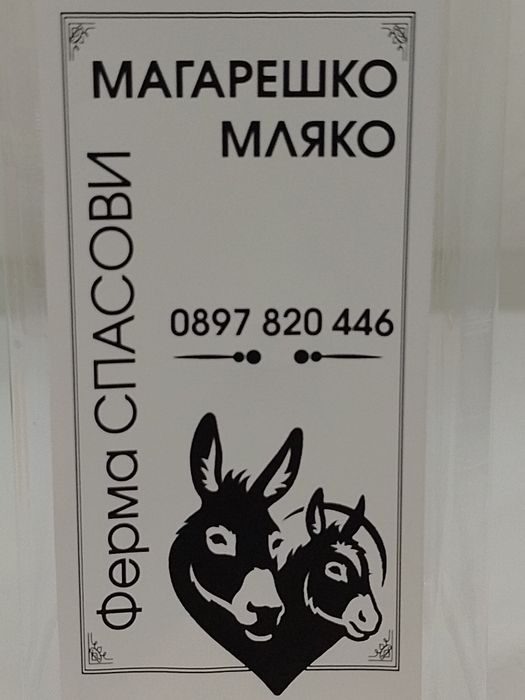 МАГАРЕШКО
МЛЯКО
0897 820 446
ферма СПАСОВИ